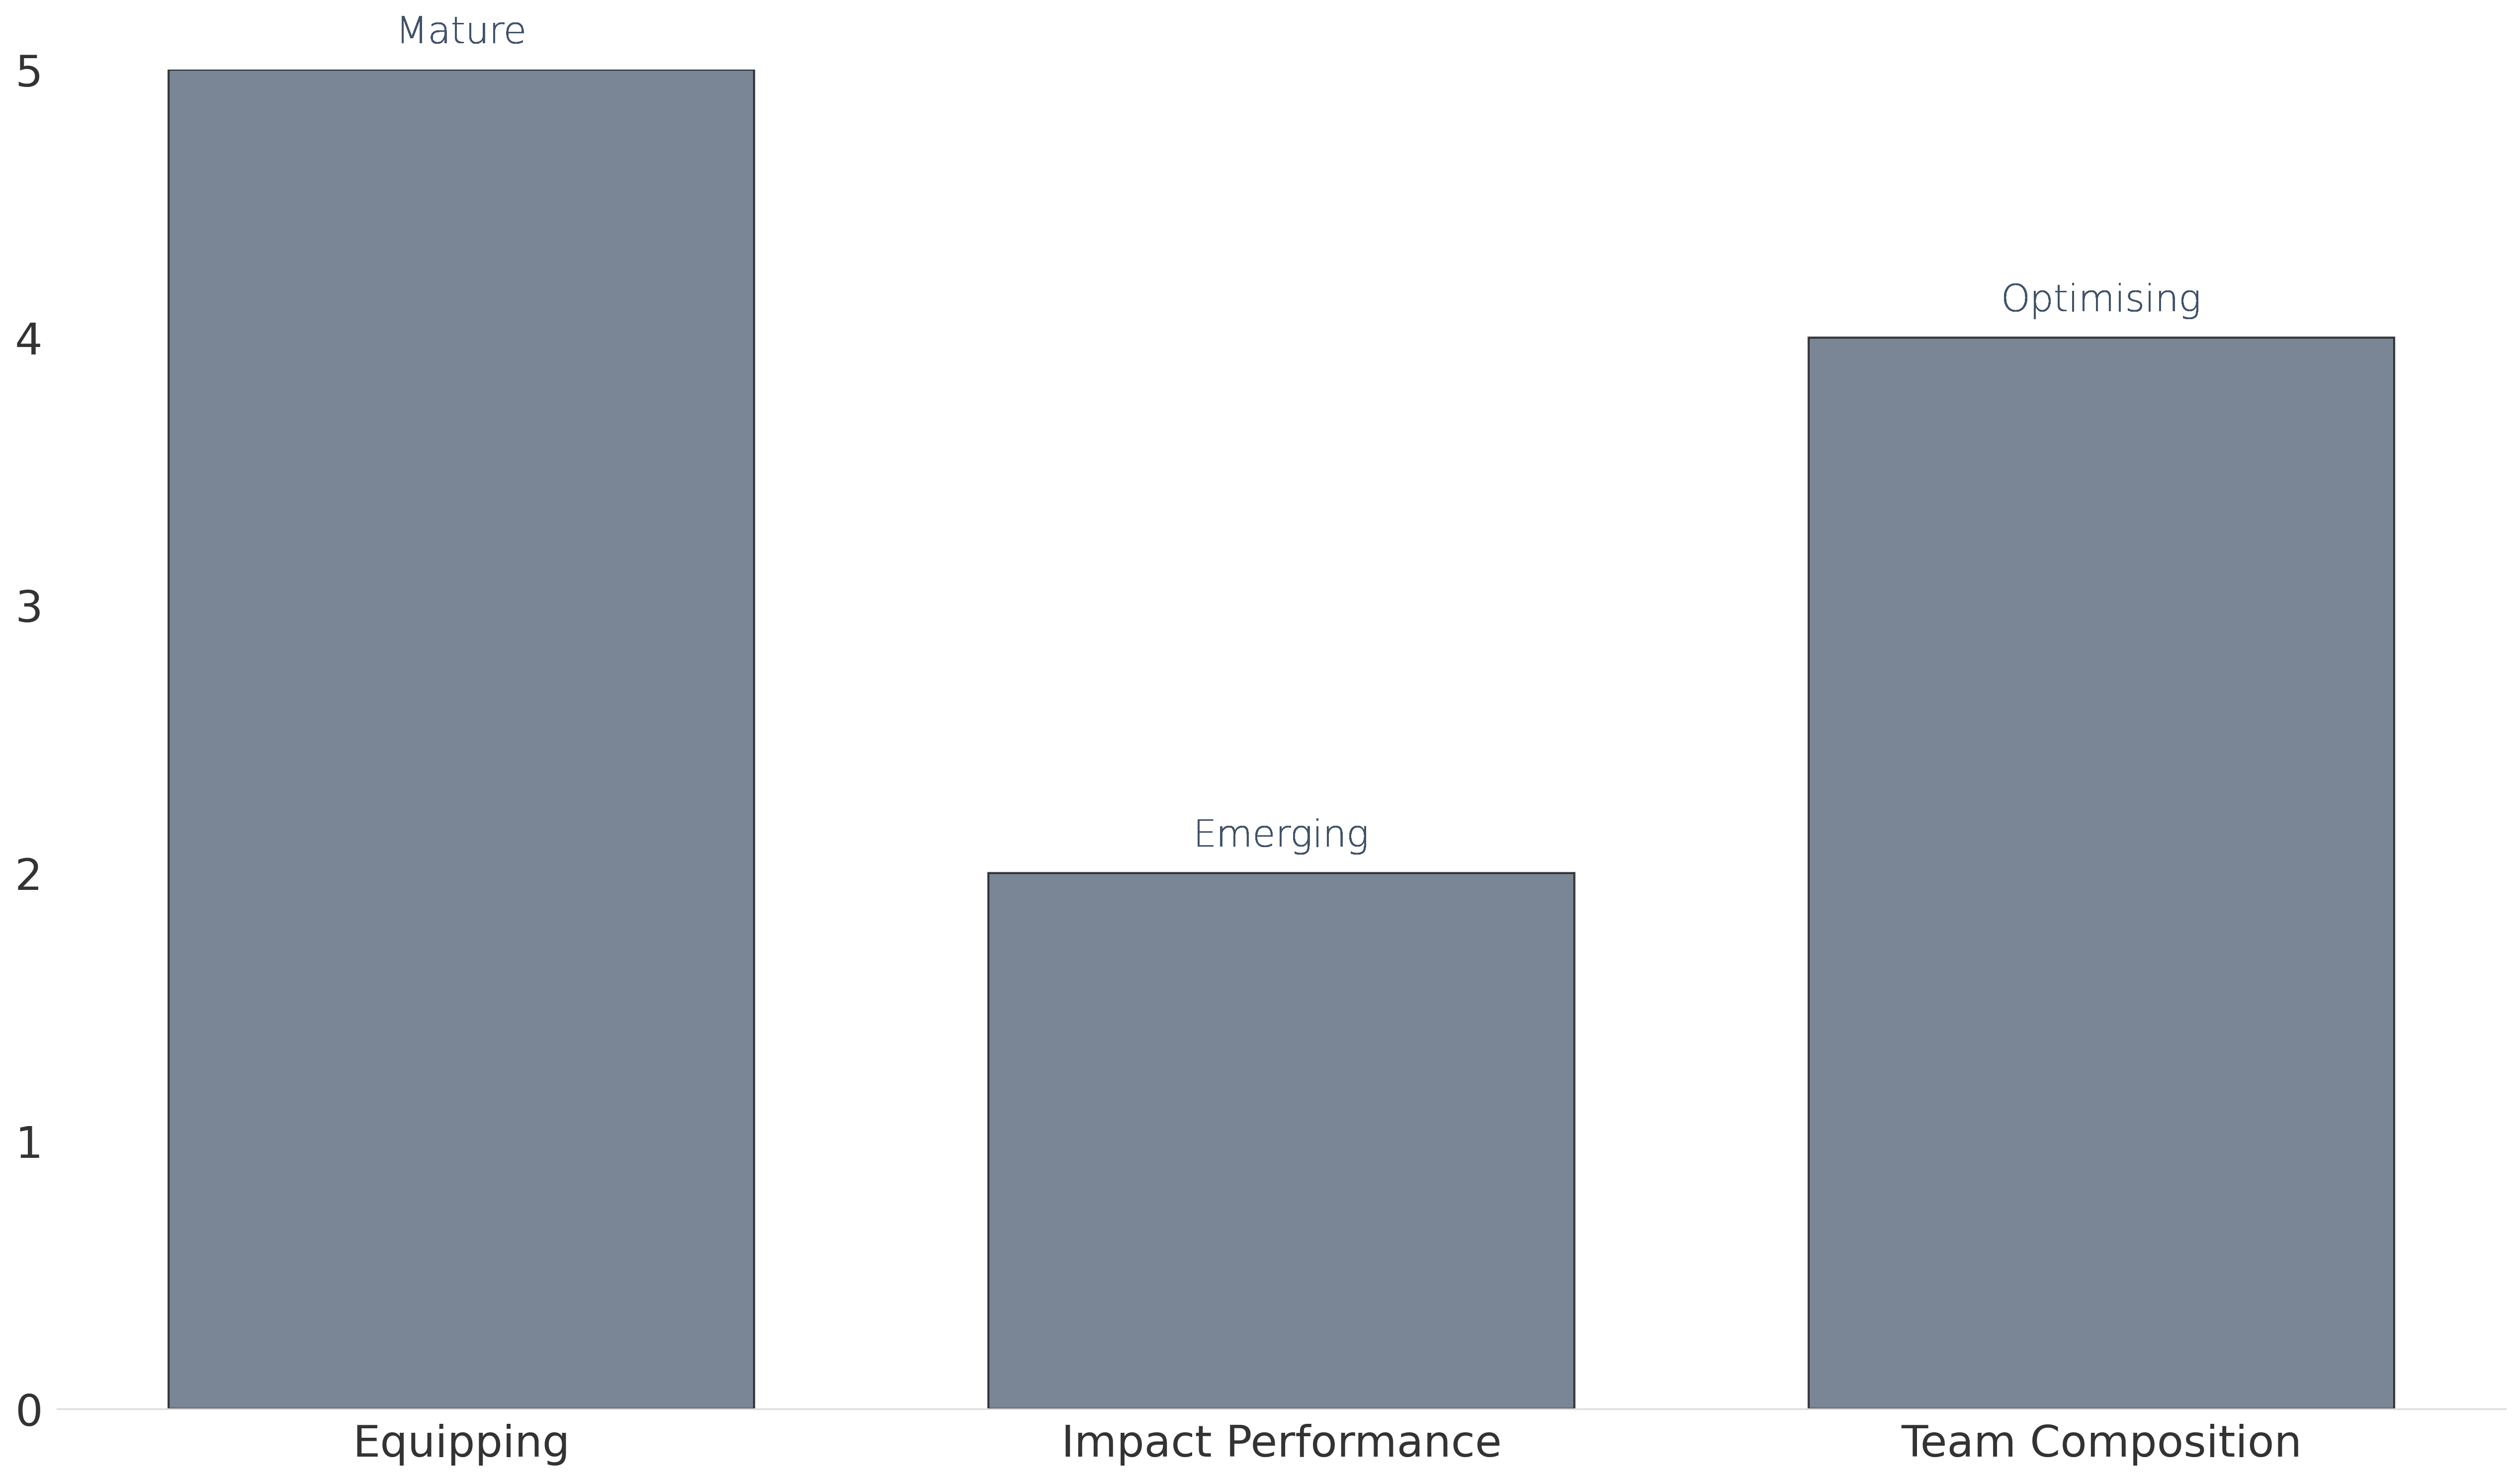 Mature
5
Optimising
4
3
Emerging
2
1
0
Equipping Impact Performance Team Composition